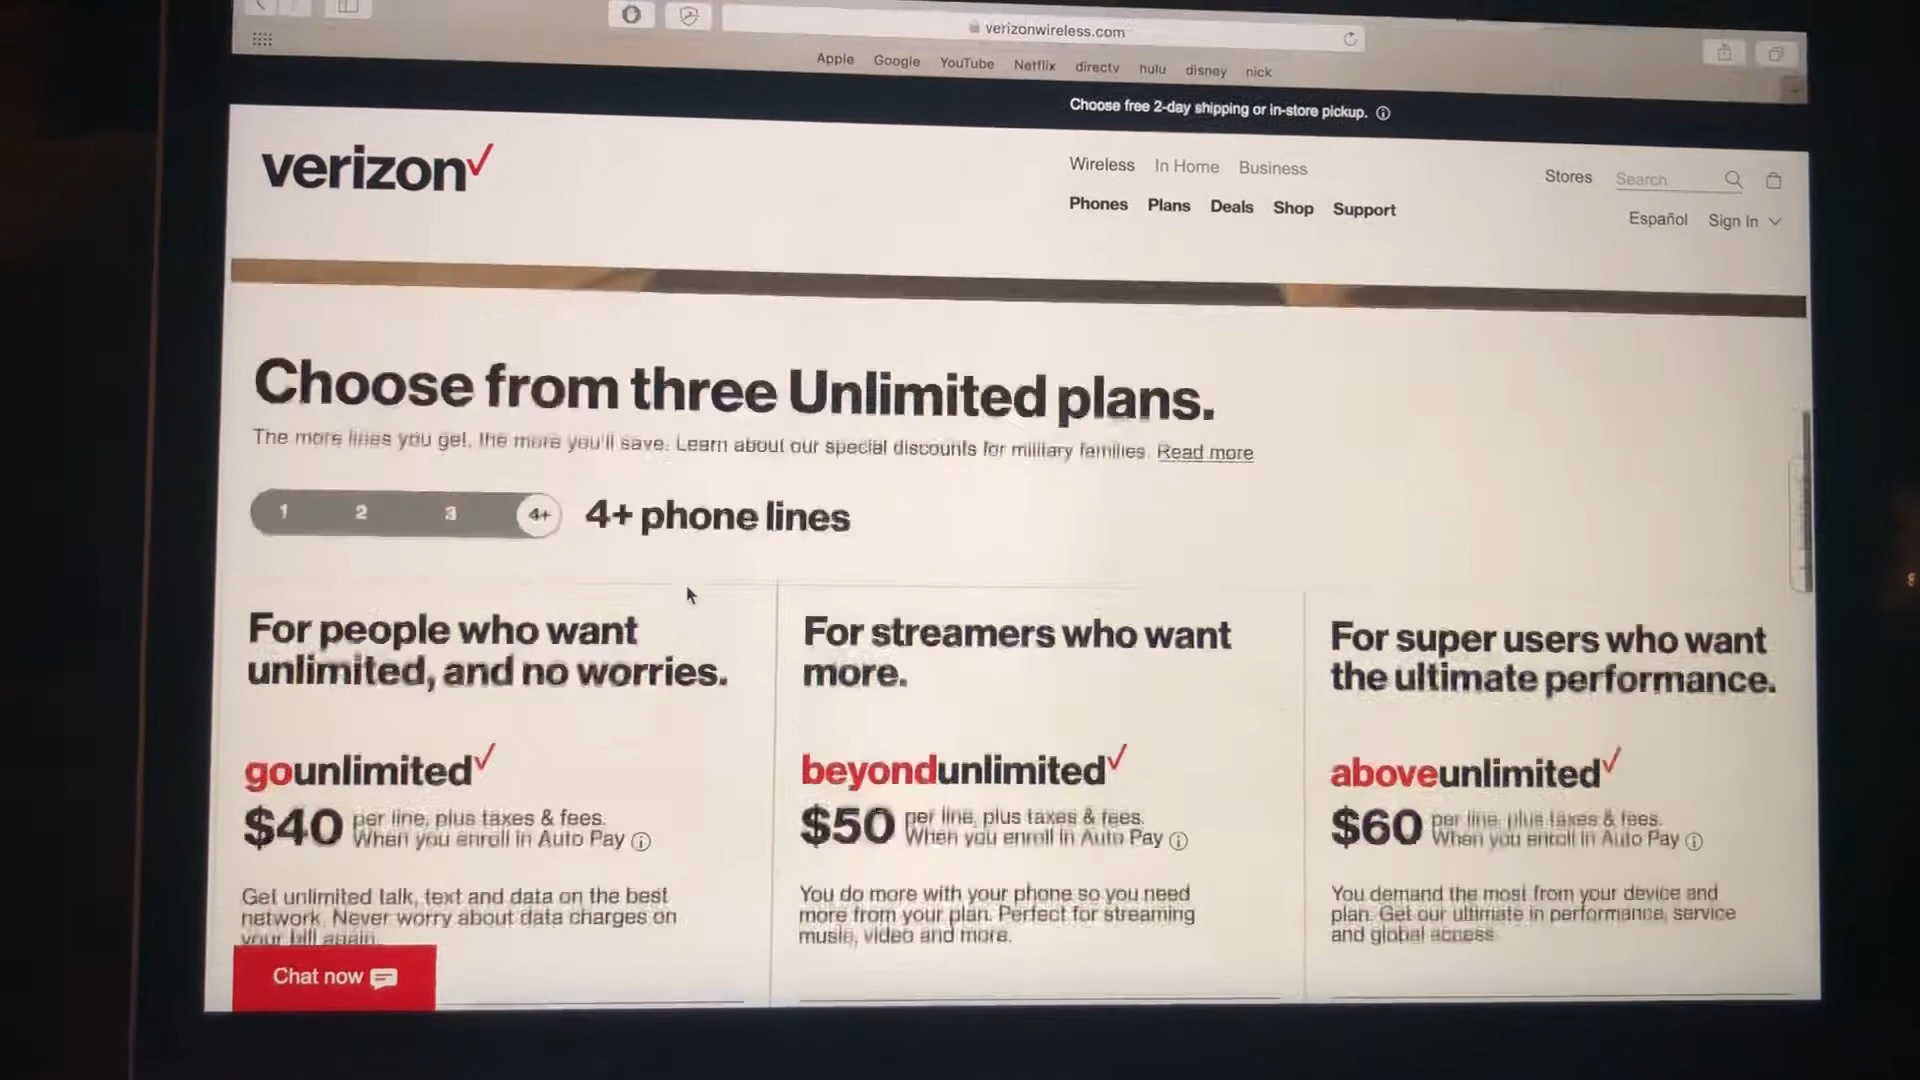 verizonwireless.com
Apple Google YouTube Netflix directv hulu disney nick
Choose free 2-day shipping or in-store pickup.
verizon
Wireless In Home Business
Phones Plans Deals Shop Support
Stores Search
Español Sign In
Choose from three Unlimited plans.
The more lines you get, the more you'll save. Learn about our special discounts for military families. Read more
1 2 3 4+ 4+ phone lines
For people who want
unlimited, and no worries.
gounlimited
$40 per line, plus taxes & fees.
When you enroll in Auto Pay
Get unlimited talk, text and data on the best
network. Never worry about data charges on
your bill again.
Chat now
For streamers who want
more.
beyondunlimited
$50 per line, plus taxes & fees.
When you enroll in Auto Pay
You do more with your phone so you need
more from your plan. Perfect for streaming
music, video and more.
For super users who want
the ultimate performance.
aboveunlimited
$60 per line, plus taxes & fees.
When you enroll in Auto Pay
You demand the most from your device and
plan. Get our ultimate in performance, service
and global access